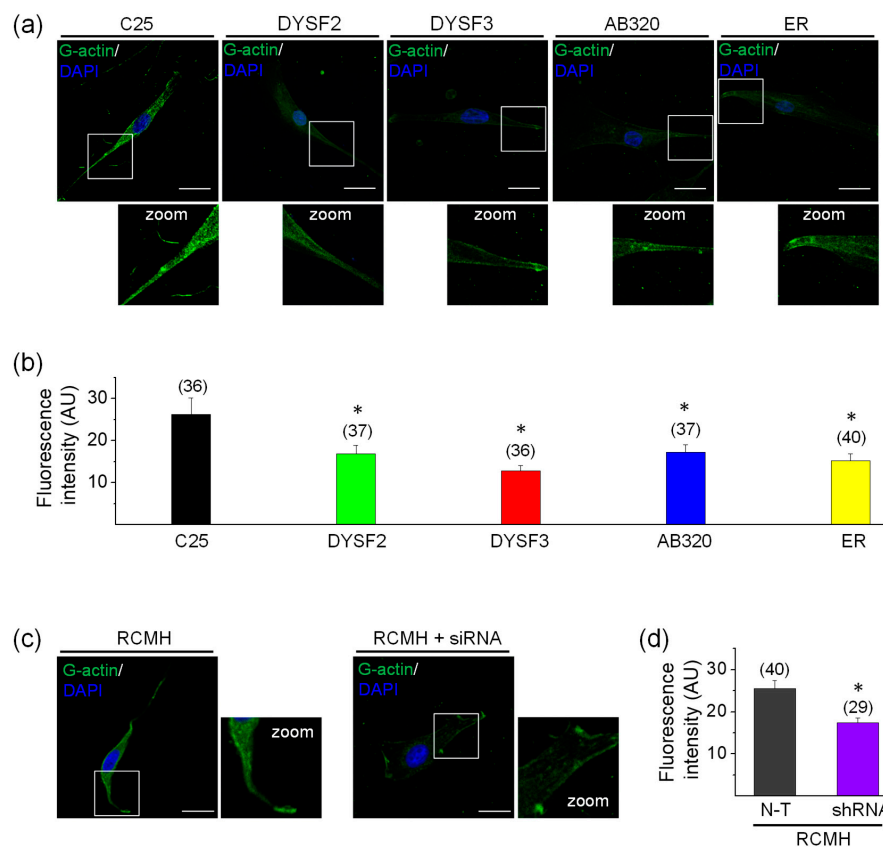 (a)
C25 DYSF2 DYSF3 AB320 ER
G-actin/ G-actin/ G-actin/ G-actin/ G-actin/
DAPI DAPI DAPI DAPI DAPI
zoom zoom zoom zoom zoom
(b)
Fluorescence
intensity (AU)
30
20
10
(36) (37) (36) (37) (40)
* * * *
C25 DYSF2 DYSF3 AB320 ER
(c)
RCMH RCMH + siRNA
G-actin/ G-actin/
DAPI DAPI
zoom zoom
(d)
Fluorescence
intensity (AU)
30
20
10
(40) (29)
*
N-T shRNA
RCMH